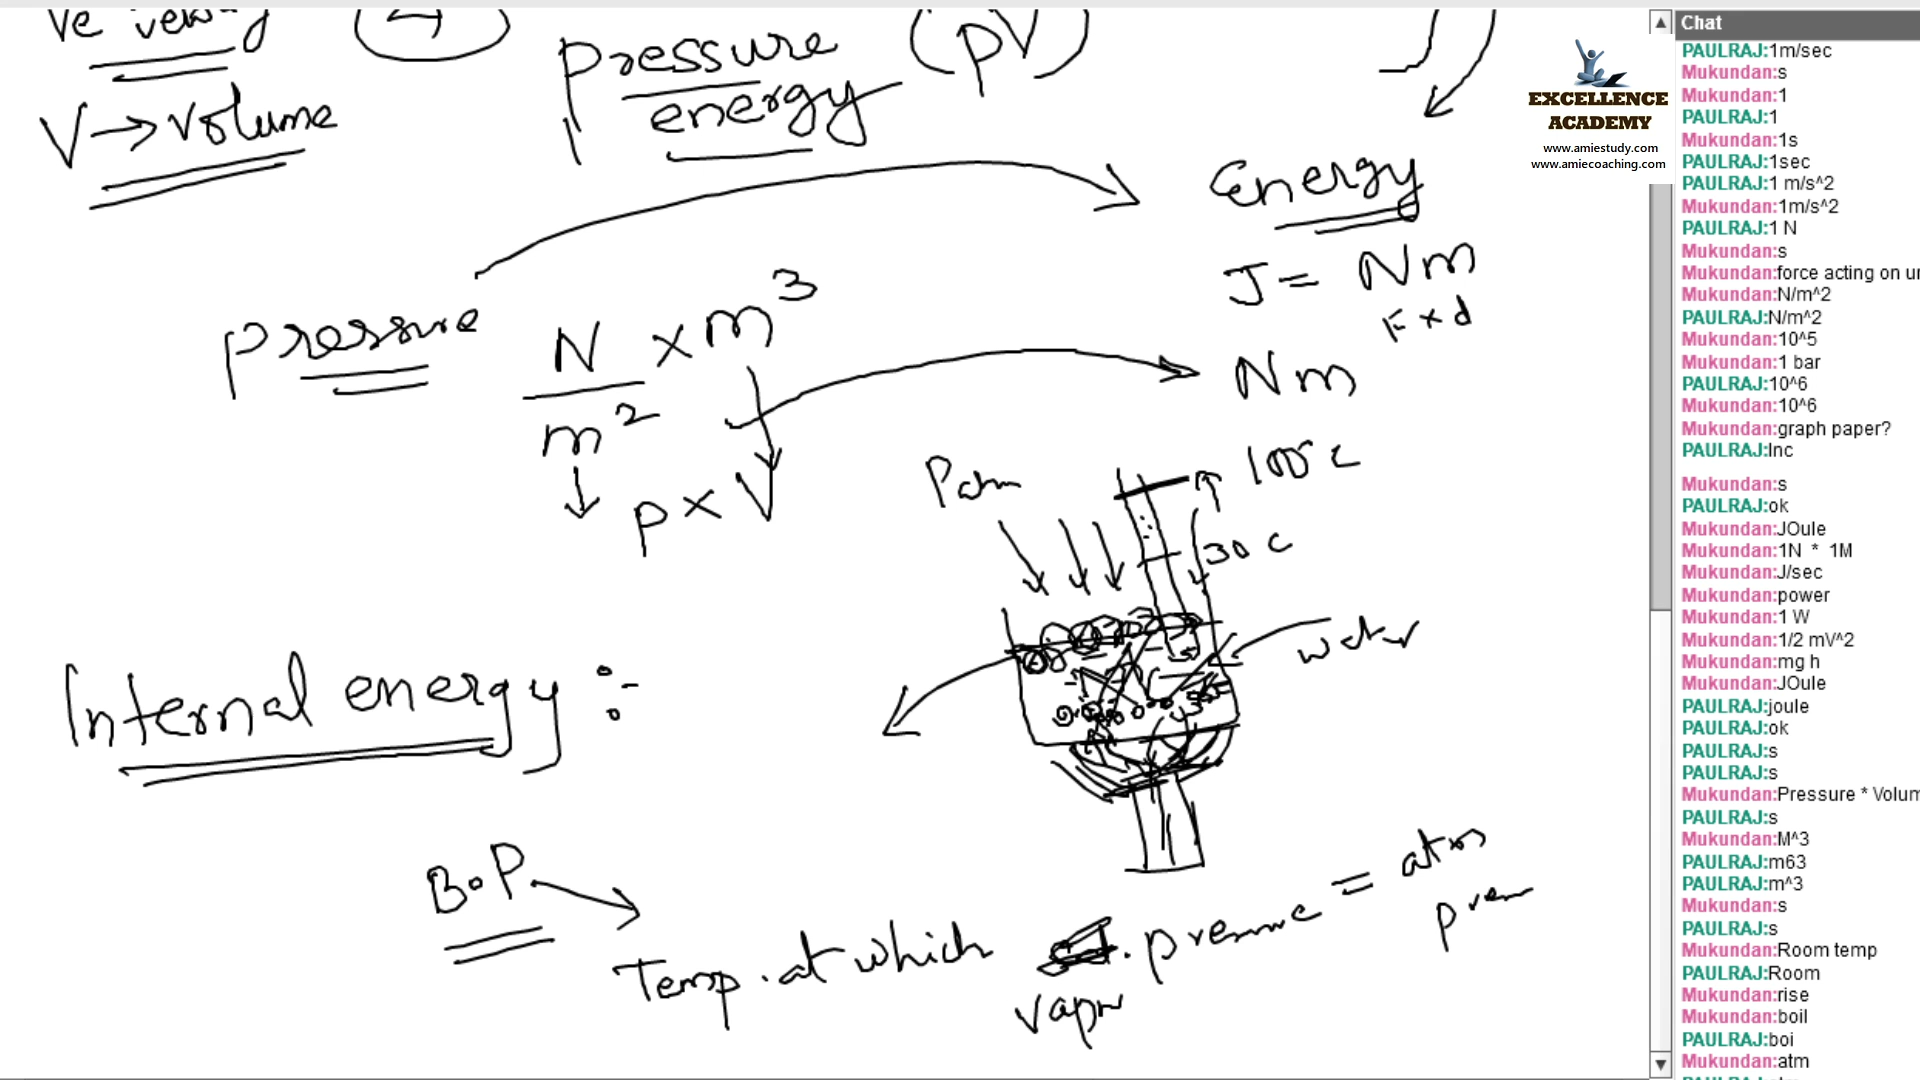 Ve
4
pressure (pV)
energy
V → Volume
Energy
J = Nm
F x d
pressure
N x m3
m2
p x V
Nm
Patm
100°C
30 C
water
Internal energy :-
B.P.
Temp. at which . pressure = atm
vapr
EXCELLENCE
ACADEMY
www.amiestudy.com
www.amiecoaching.com
Chat
PAULRAJ:1m/sec
Mukundan:s
Mukundan:1
PAULRAJ:1
Mukundan:1s
PAULRAJ:1sec
PAULRAJ:1 m/s^2
Mukundan:1m/s^2
PAULRAJ:1 N
Mukundan:s
Mukundan:force acting on
Mukundan:N/m^2
PAULRAJ:N/m^2
Mukundan:10^5
Mukundan:1 bar
PAULRAJ:10^6
Mukundan:10^6
Mukundan:graph paper?
PAULRAJ:Inc
Mukundan:s
PAULRAJ:ok
Mukundan:JOule
Mukundan:1N * 1M
Mukundan:J/sec
Mukundan:power
Mukundan:1 W
Mukundan:1/2 mV^2
Mukundan:mg h
Mukundan:JOule
PAULRAJ:joule
PAULRAJ:ok
PAULRAJ:s
PAULRAJ:s
Mukundan:Pressure * Volum
PAULRAJ:s
Mukundan:M^3
PAULRAJ:m63
PAULRAJ:m^3
Mukundan:s
PAULRAJ:s
Mukundan:Room temp
PAULRAJ:Room
Mukundan:rise
Mukundan:boil
PAULRAJ:boi
Mukundan:atm